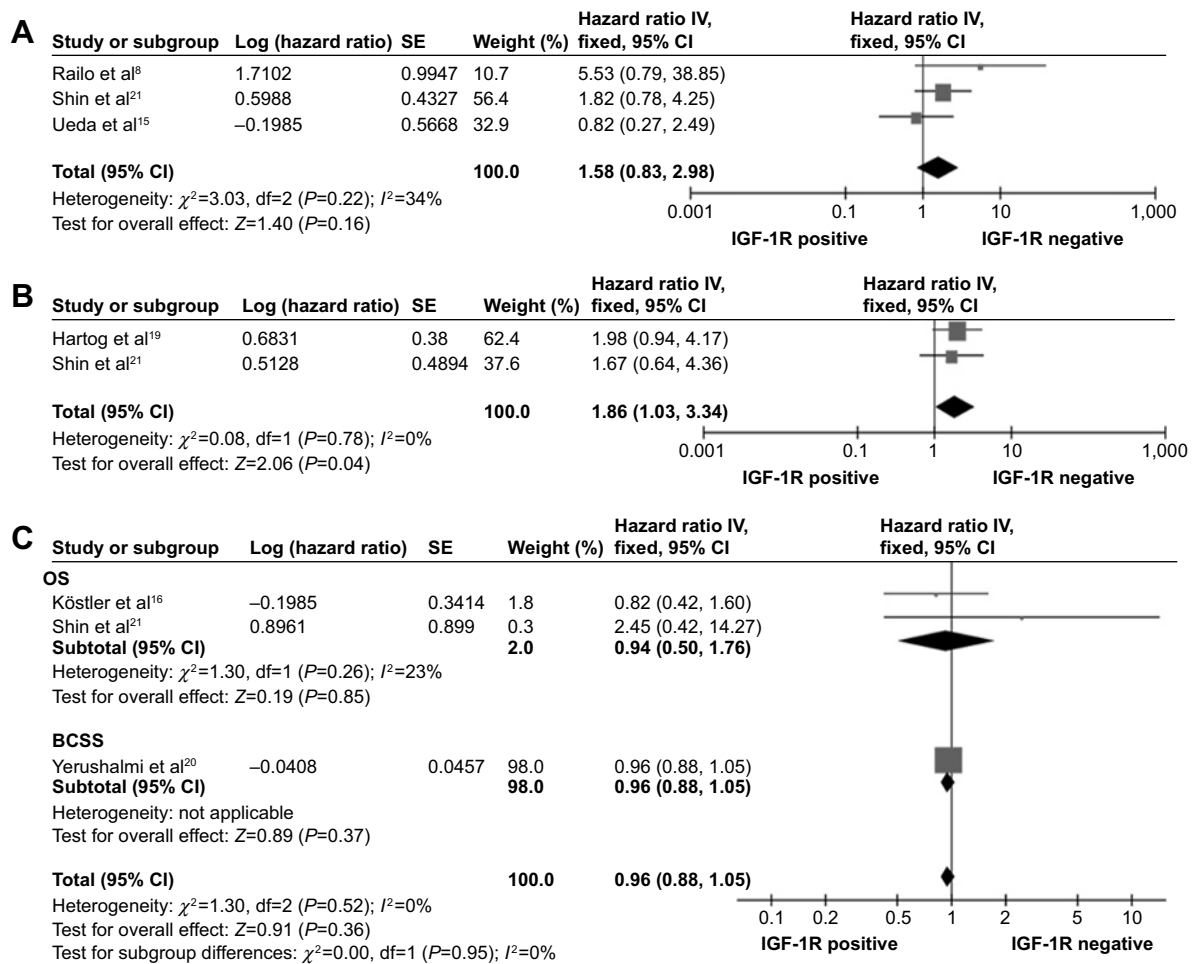 A
Study or subgroup Log (hazard ratio) SE Weight (%) Hazard ratio IV, fixed, 95% CI Hazard ratio IV, fixed, 95% CI
Railo et al⁸ 1.7102 0.9947 10.7 5.53 (0.79, 38.85)
Shin et al²¹ 0.5988 0.4327 56.4 1.82 (0.78, 4.25)
Ueda et al¹⁵ –0.1985 0.5668 32.9 0.82 (0.27, 2.49)
Total (95% CI) 100.0 1.58 (0.83, 2.98)
Heterogeneity: χ²=3.03, df=2 (P=0.22); I²=34%
Test for overall effect: Z=1.40 (P=0.16)
0.001 0.1 1 10 1,000
IGF-1R positive IGF-1R negative
B
Study or subgroup Log (hazard ratio) SE Weight (%) Hazard ratio IV, fixed, 95% CI Hazard ratio IV, fixed, 95% CI
Hartog et al¹⁹ 0.6831 0.38 62.4 1.98 (0.94, 4.17)
Shin et al²¹ 0.5128 0.4894 37.6 1.67 (0.64, 4.36)
Total (95% CI) 100.0 1.86 (1.03, 3.34)
Heterogeneity: χ²=0.08, df=1 (P=0.78); I²=0%
Test for overall effect: Z=2.06 (P=0.04)
0.001 0.1 1 10 1,000
IGF-1R positive IGF-1R negative
C
Study or subgroup Log (hazard ratio) SE Weight (%) Hazard ratio IV, fixed, 95% CI Hazard ratio IV, fixed, 95% CI
OS
Köstler et al¹⁶ –0.1985 0.3414 1.8 0.82 (0.42, 1.60)
Shin et al²¹ 0.8961 0.899 0.3 2.45 (0.42, 14.27)
Subtotal (95% CI) 2.0 0.94 (0.50, 1.76)
Heterogeneity: χ²=1.30, df=1 (P=0.26); I²=23%
Test for overall effect: Z=0.19 (P=0.85)
BCSS
Yerushalmi et al²⁰ –0.0408 0.0457 98.0 0.96 (0.88, 1.05)
Subtotal (95% CI) 98.0 0.96 (0.88, 1.05)
Heterogeneity: not applicable
Test for overall effect: Z=0.89 (P=0.37)
Total (95% CI) 100.0 0.96 (0.88, 1.05)
Heterogeneity: χ²=1.30, df=2 (P=0.52); I²=0%
Test for overall effect: Z=0.91 (P=0.36)
Test for subgroup differences: χ²=0.00, df=1 (P=0.95); I²=0%
0.1 0.2 0.5 1 2 5 10
IGF-1R positive IGF-1R negative